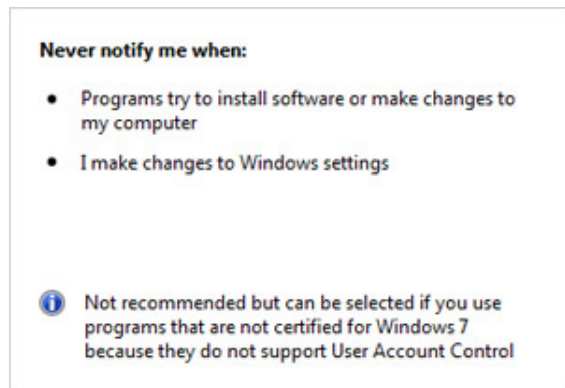 Never notify me when:
• Programs try to install software or make changes to
my computer
• I make changes to Windows settings
Not recommended but can be selected if you use
programs that are not certified for Windows 7
because they do not support User Account Control